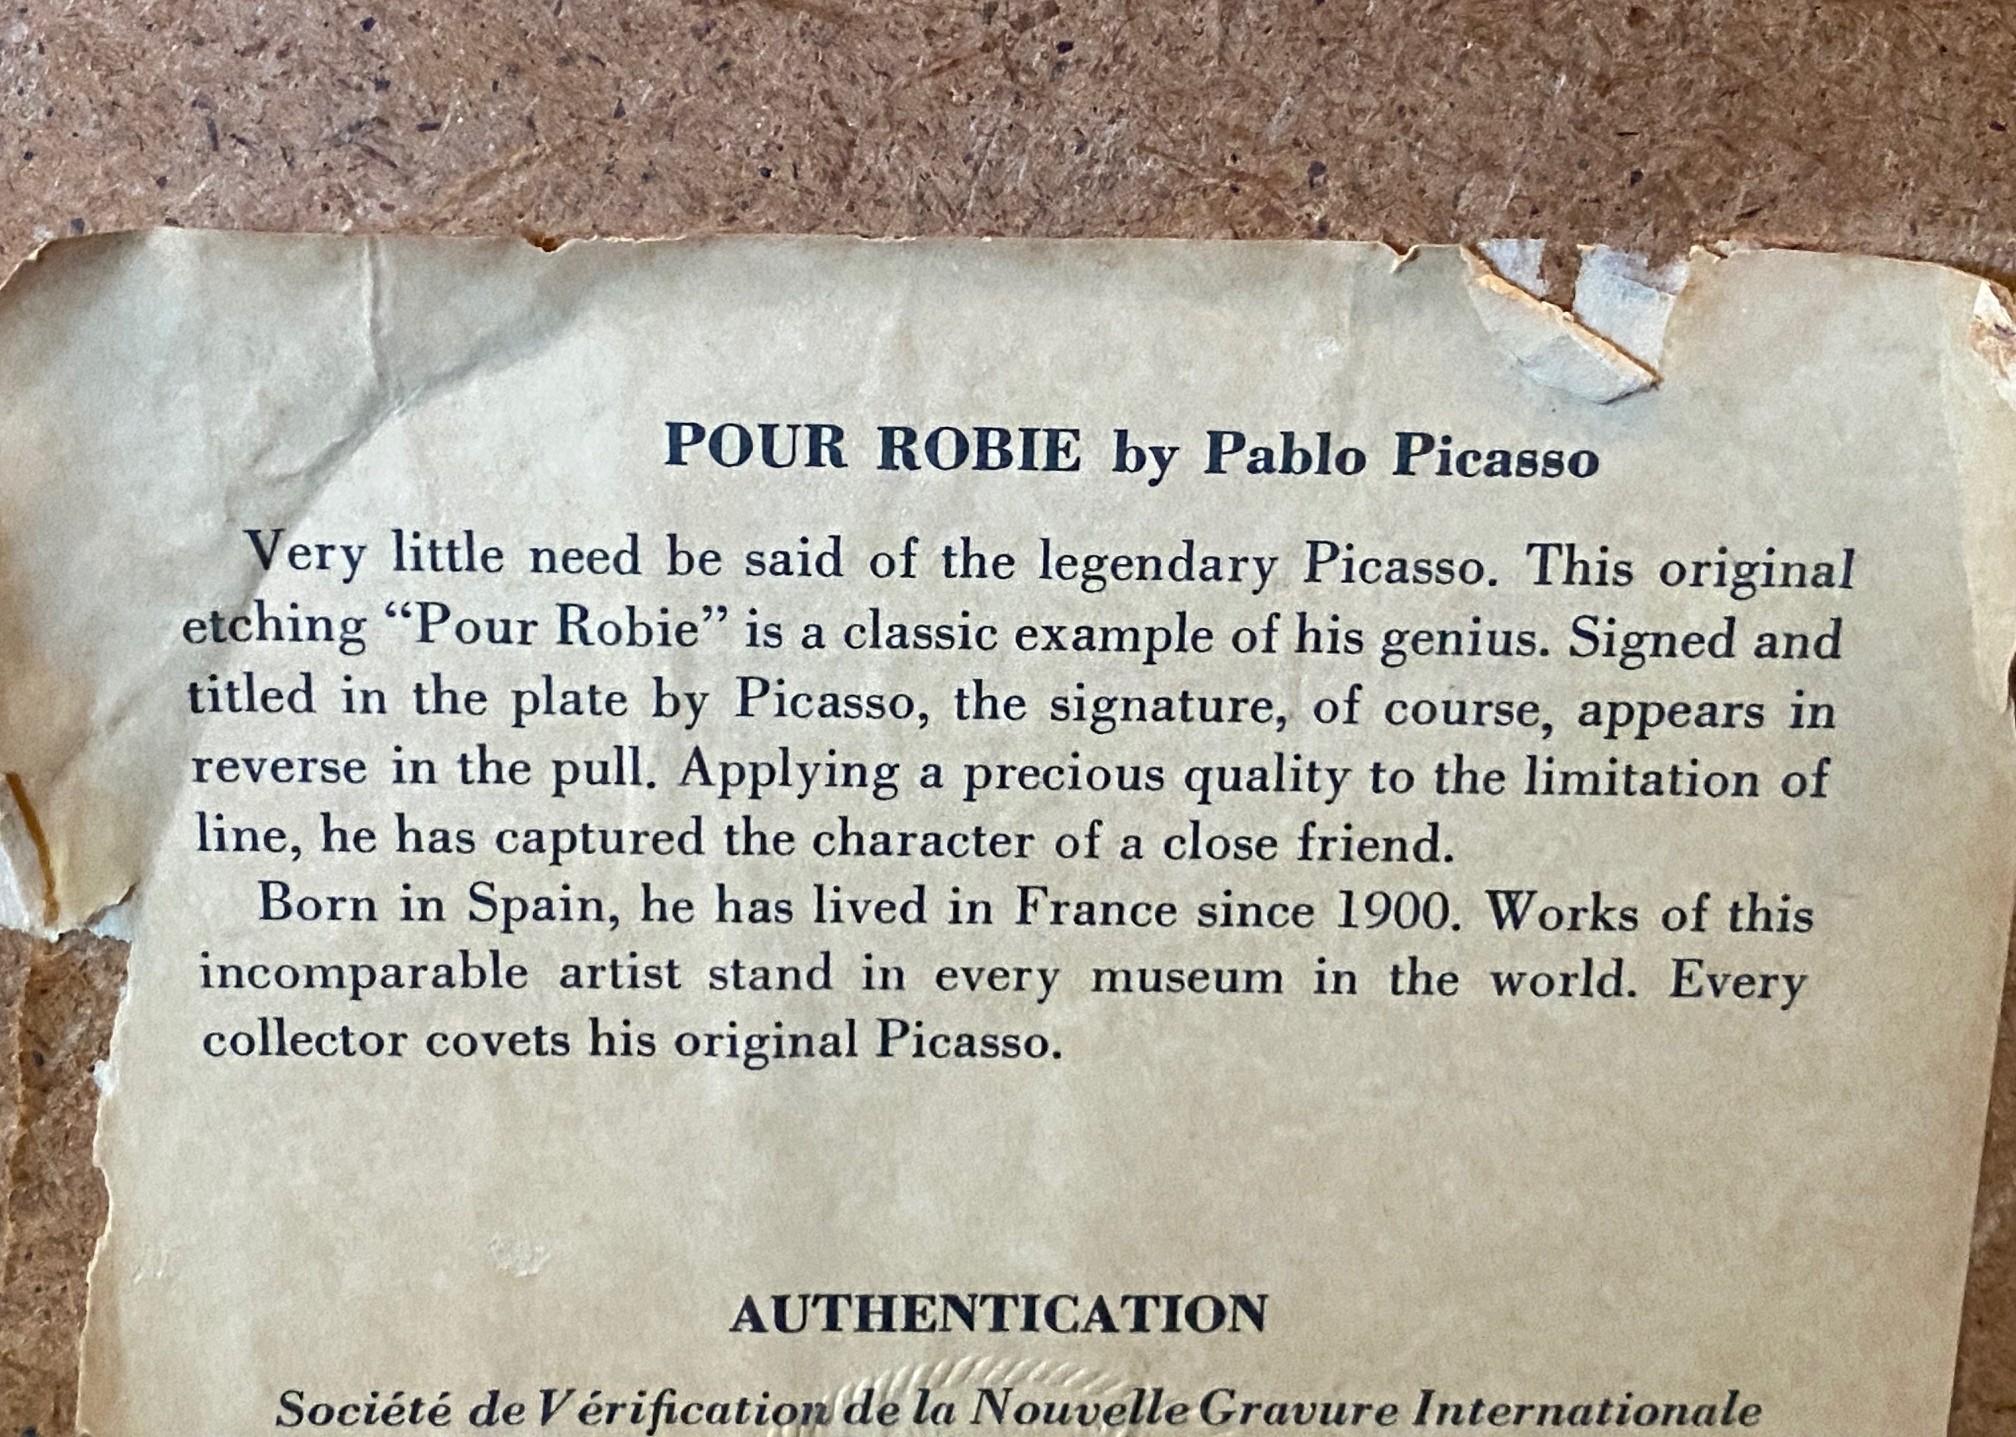 POUR ROBIE by Pablo Picasso
Very little need be said of the legendary Picasso. This original
etching “Pour Robie” is a classic example of his genius. Signed and
titled in the plate by Picasso, the signature, of course, appears in
reverse in the pull. Applying a precious quality to the limitation of
line, he has captured the character of a close friend.
Born in Spain, he has lived in France since 1900. Works of this
incomparable artist stand in every museum in the world. Every
collector covets his original Picasso.
AUTHENTICATION
Société de Vérification de la Nouvelle Gravure Internationale